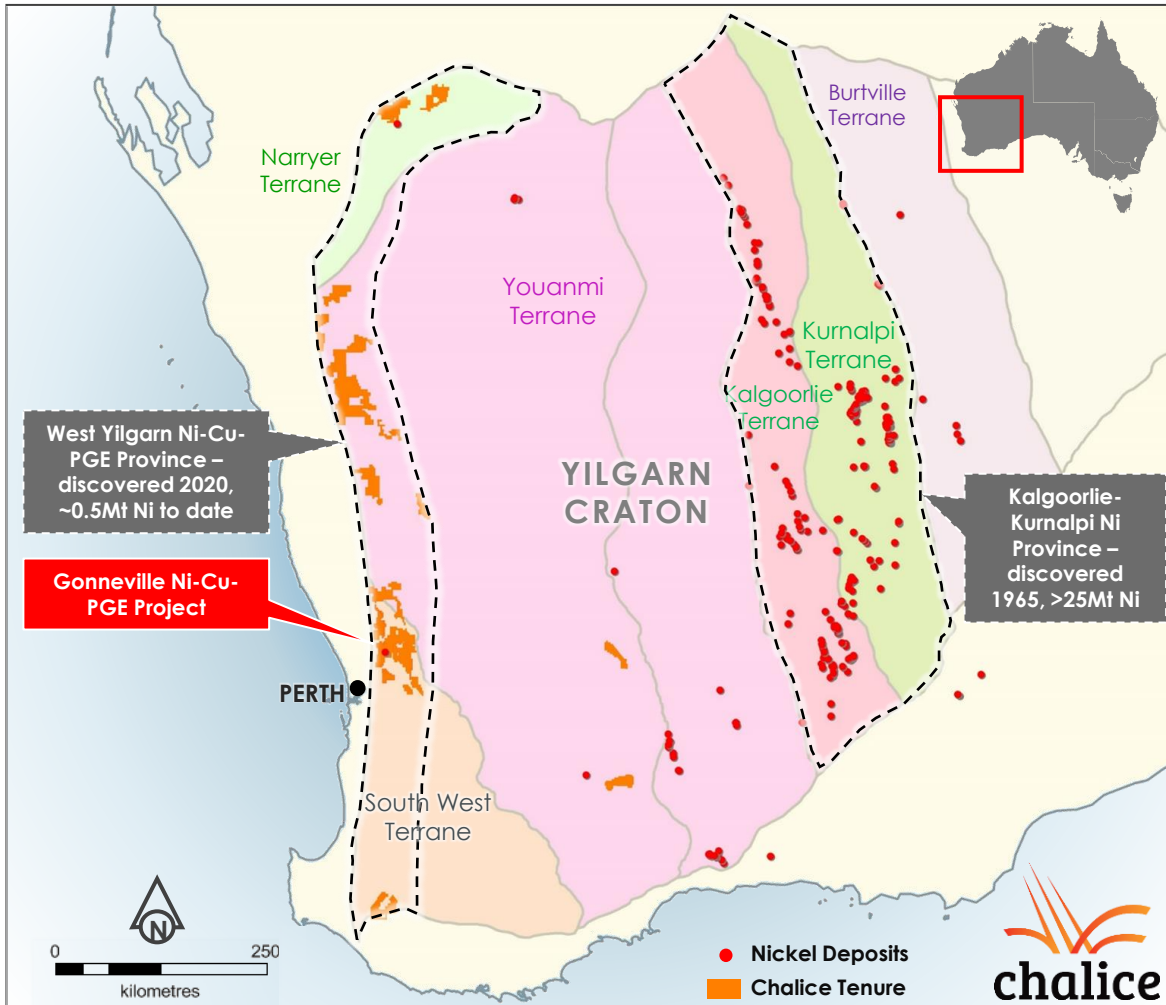 Burtville
Terrane
Narryer
Terrane
Youanmi
Terrane
Kurnalpi
Terrane
Kalgoorlie
Terrane
West Yilgarn Ni-Cu-
PGE Province –
discovered 2020,
~0.5Mt Ni to date
YILGARN
CRATON
Kalgoorlie-
Kurnalpi Ni
Province –
discovered
1965, >25Mt Ni
Gonneville Ni-Cu-
PGE Project
PERTH
South West
Terrane
N
0 250
kilometres
Nickel Deposits
Chalice Tenure
chalice